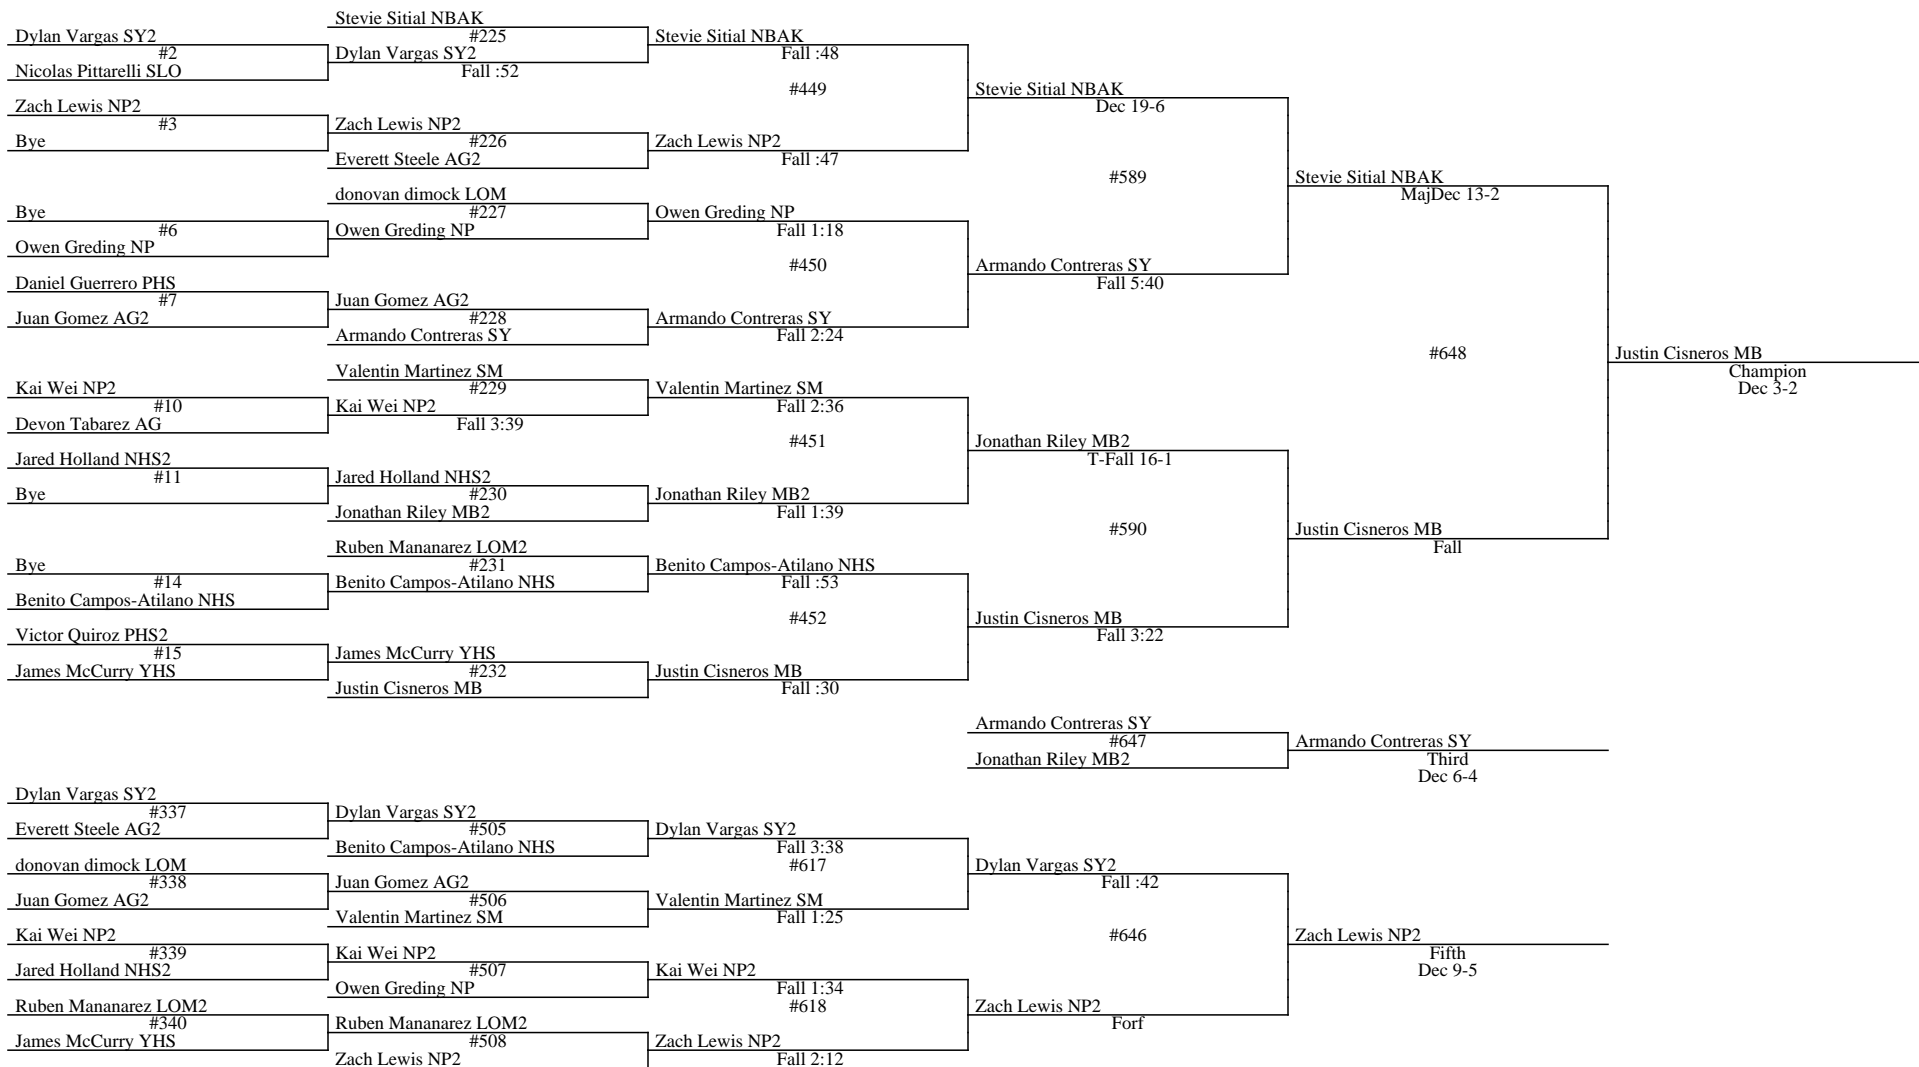 Stevie Sitial NBAK
Dylan Vargas SY2
#225
Stevie Sitial NBAK
#2
Dylan Vargas SY2
Fall :48
Nicolas Pittarelli SLO
Fall :52
#449
Stevie Sitial NBAK
Zach Lewis NP2
Dec 19-6
#3
Zach Lewis NP2
Bye
#226
Zach Lewis NP2
Everett Steele AG2
Fall :47
#589
Stevie Sitial NBAK
donovan dimock LOM
MajDec 13-2
Bye
#227
Owen Greding NP
#6
Owen Greding NP
Fall 1:18
Owen Greding NP
#450
Armando Contreras SY
Daniel Guerrero PHS
Fall 5:40
#7
Juan Gomez AG2
Juan Gomez AG2
#228
Armando Contreras SY
Armando Contreras SY
Fall 2:24
#648
Justin Cisneros MB
Valentin Martinez SM
Champion
Kai Wei NP2
#229
Valentin Martinez SM
Dec 3-2
#10
Kai Wei NP2
Fall 2:36
Devon Tabarez AG
Fall 3:39
#451
Jonathan Riley MB2
Jared Holland NHS2
T-Fall 16-1
#11
Jared Holland NHS2
Bye
#230
Jonathan Riley MB2
Jonathan Riley MB2
Fall 1:39
#590
Justin Cisneros MB
Ruben Mananarez LOM2
Fall
Bye
#231
Benito Campos-Atilano NHS
#14
Benito Campos-Atilano NHS
Fall :53
Benito Campos-Atilano NHS
#452
Justin Cisneros MB
Victor Quiroz PHS2
Fall 3:22
#15
James McCurry YHS
James McCurry YHS
#232
Justin Cisneros MB
Justin Cisneros MB
Fall :30
Armando Contreras SY
#647
Armando Contreras SY
Jonathan Riley MB2
Third
Dec 6-4
Dylan Vargas SY2
#337
Dylan Vargas SY2
Everett Steele AG2
#505
Dylan Vargas SY2
Benito Campos-Atilano NHS
Fall 3:38
donovan dimock LOM
#617
Dylan Vargas SY2
#338
Juan Gomez AG2
Fall :42
Juan Gomez AG2
#506
Valentin Martinez SM
Valentin Martinez SM
Fall 1:25
Kai Wei NP2
#646
Zach Lewis NP2
#339
Kai Wei NP2
Fifth
Jared Holland NHS2
#507
Kai Wei NP2
Dec 9-5
Owen Greding NP
Fall 1:34
Ruben Mananarez LOM2
#618
Zach Lewis NP2
#340
Ruben Mananarez LOM2
Forf
James McCurry YHS
#508
Zach Lewis NP2
Zach Lewis NP2
Fall 2:12